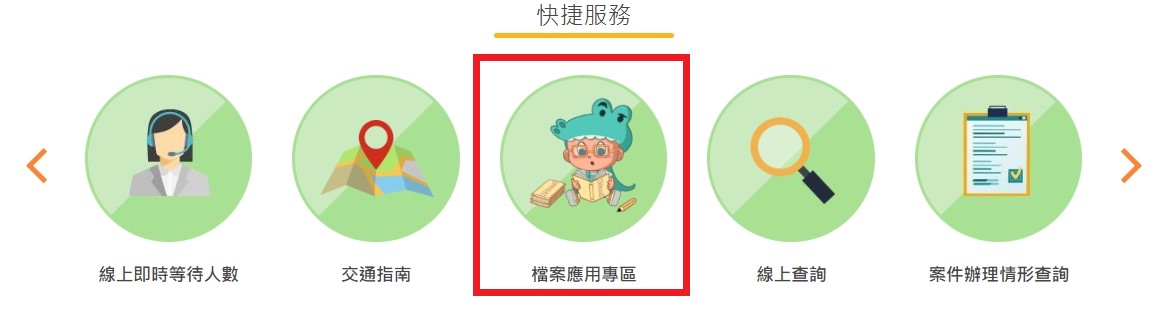 快捷服務
線上即時等待人數
交通指南
檔案應用專區
線上查詢
案件辦理情形查詢